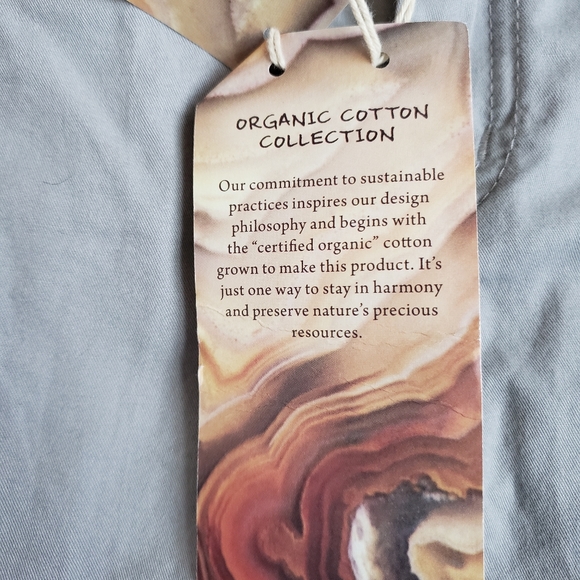 ORGANIC COTTON
COLLECTION
Our commitment to sustainable
practices inspires our design
philosophy and begins with
the “certified organic” cotton
grown to make this product. It’s
just one way to stay in harmony
and preserve nature’s precious
resources.